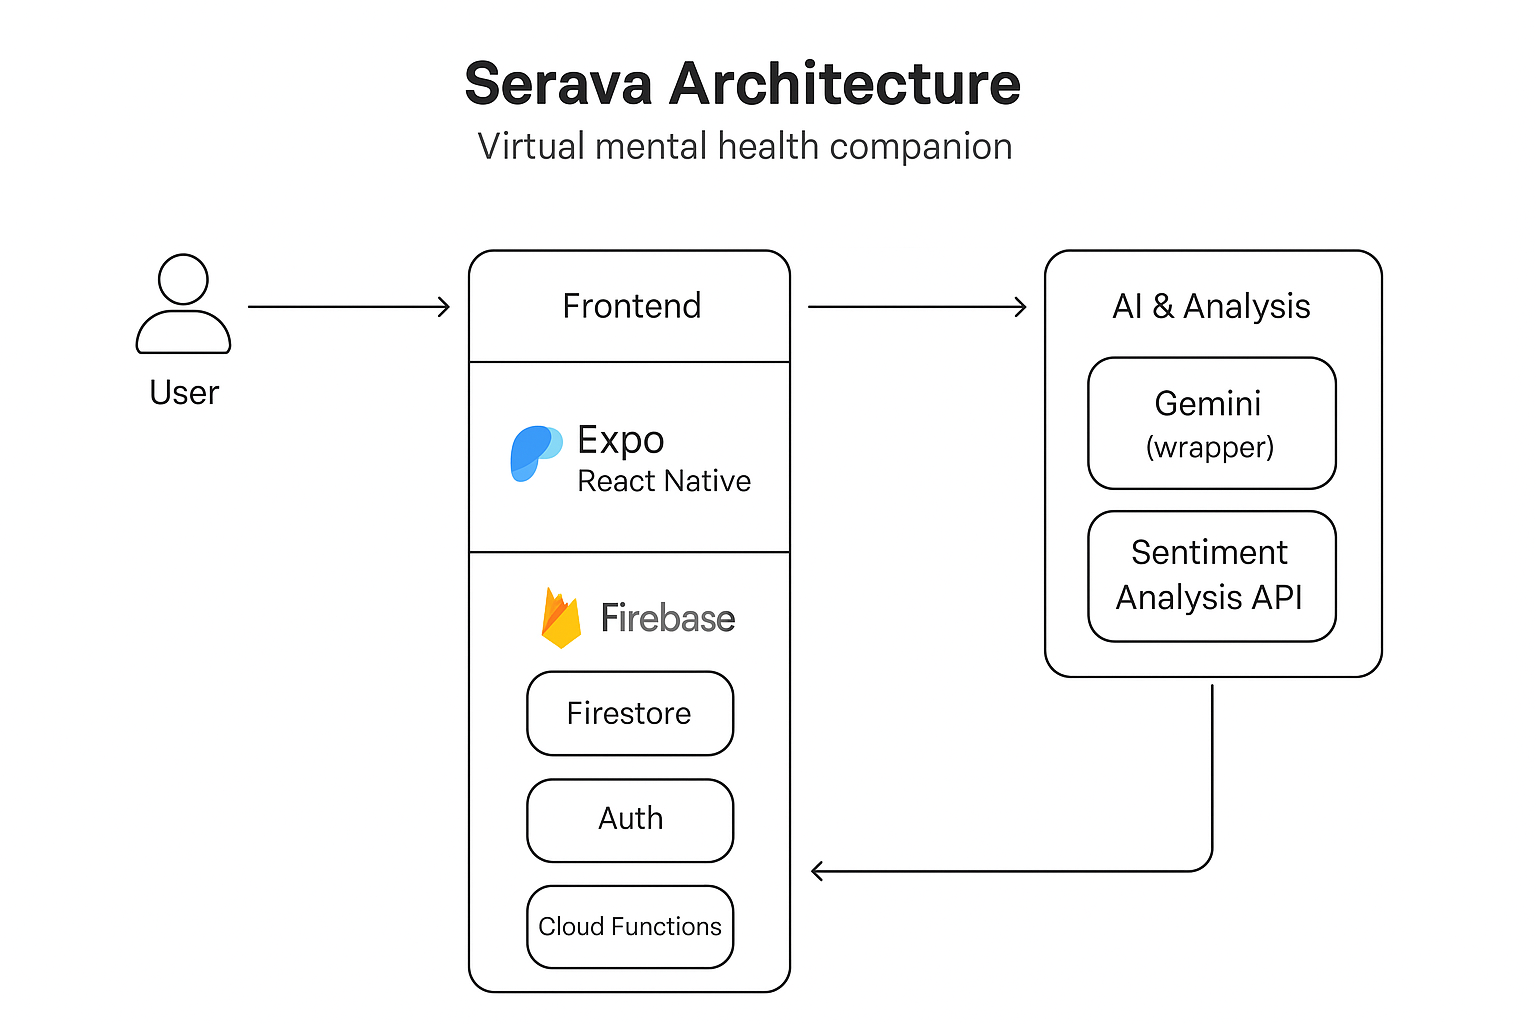 Serava Architecture
Virtual mental health companion
User
Frontend
Expo
React Native
Firebase
Firestore
Auth
Cloud Functions
AI & Analysis
Gemini
(wrapper)
Sentiment
Analysis API